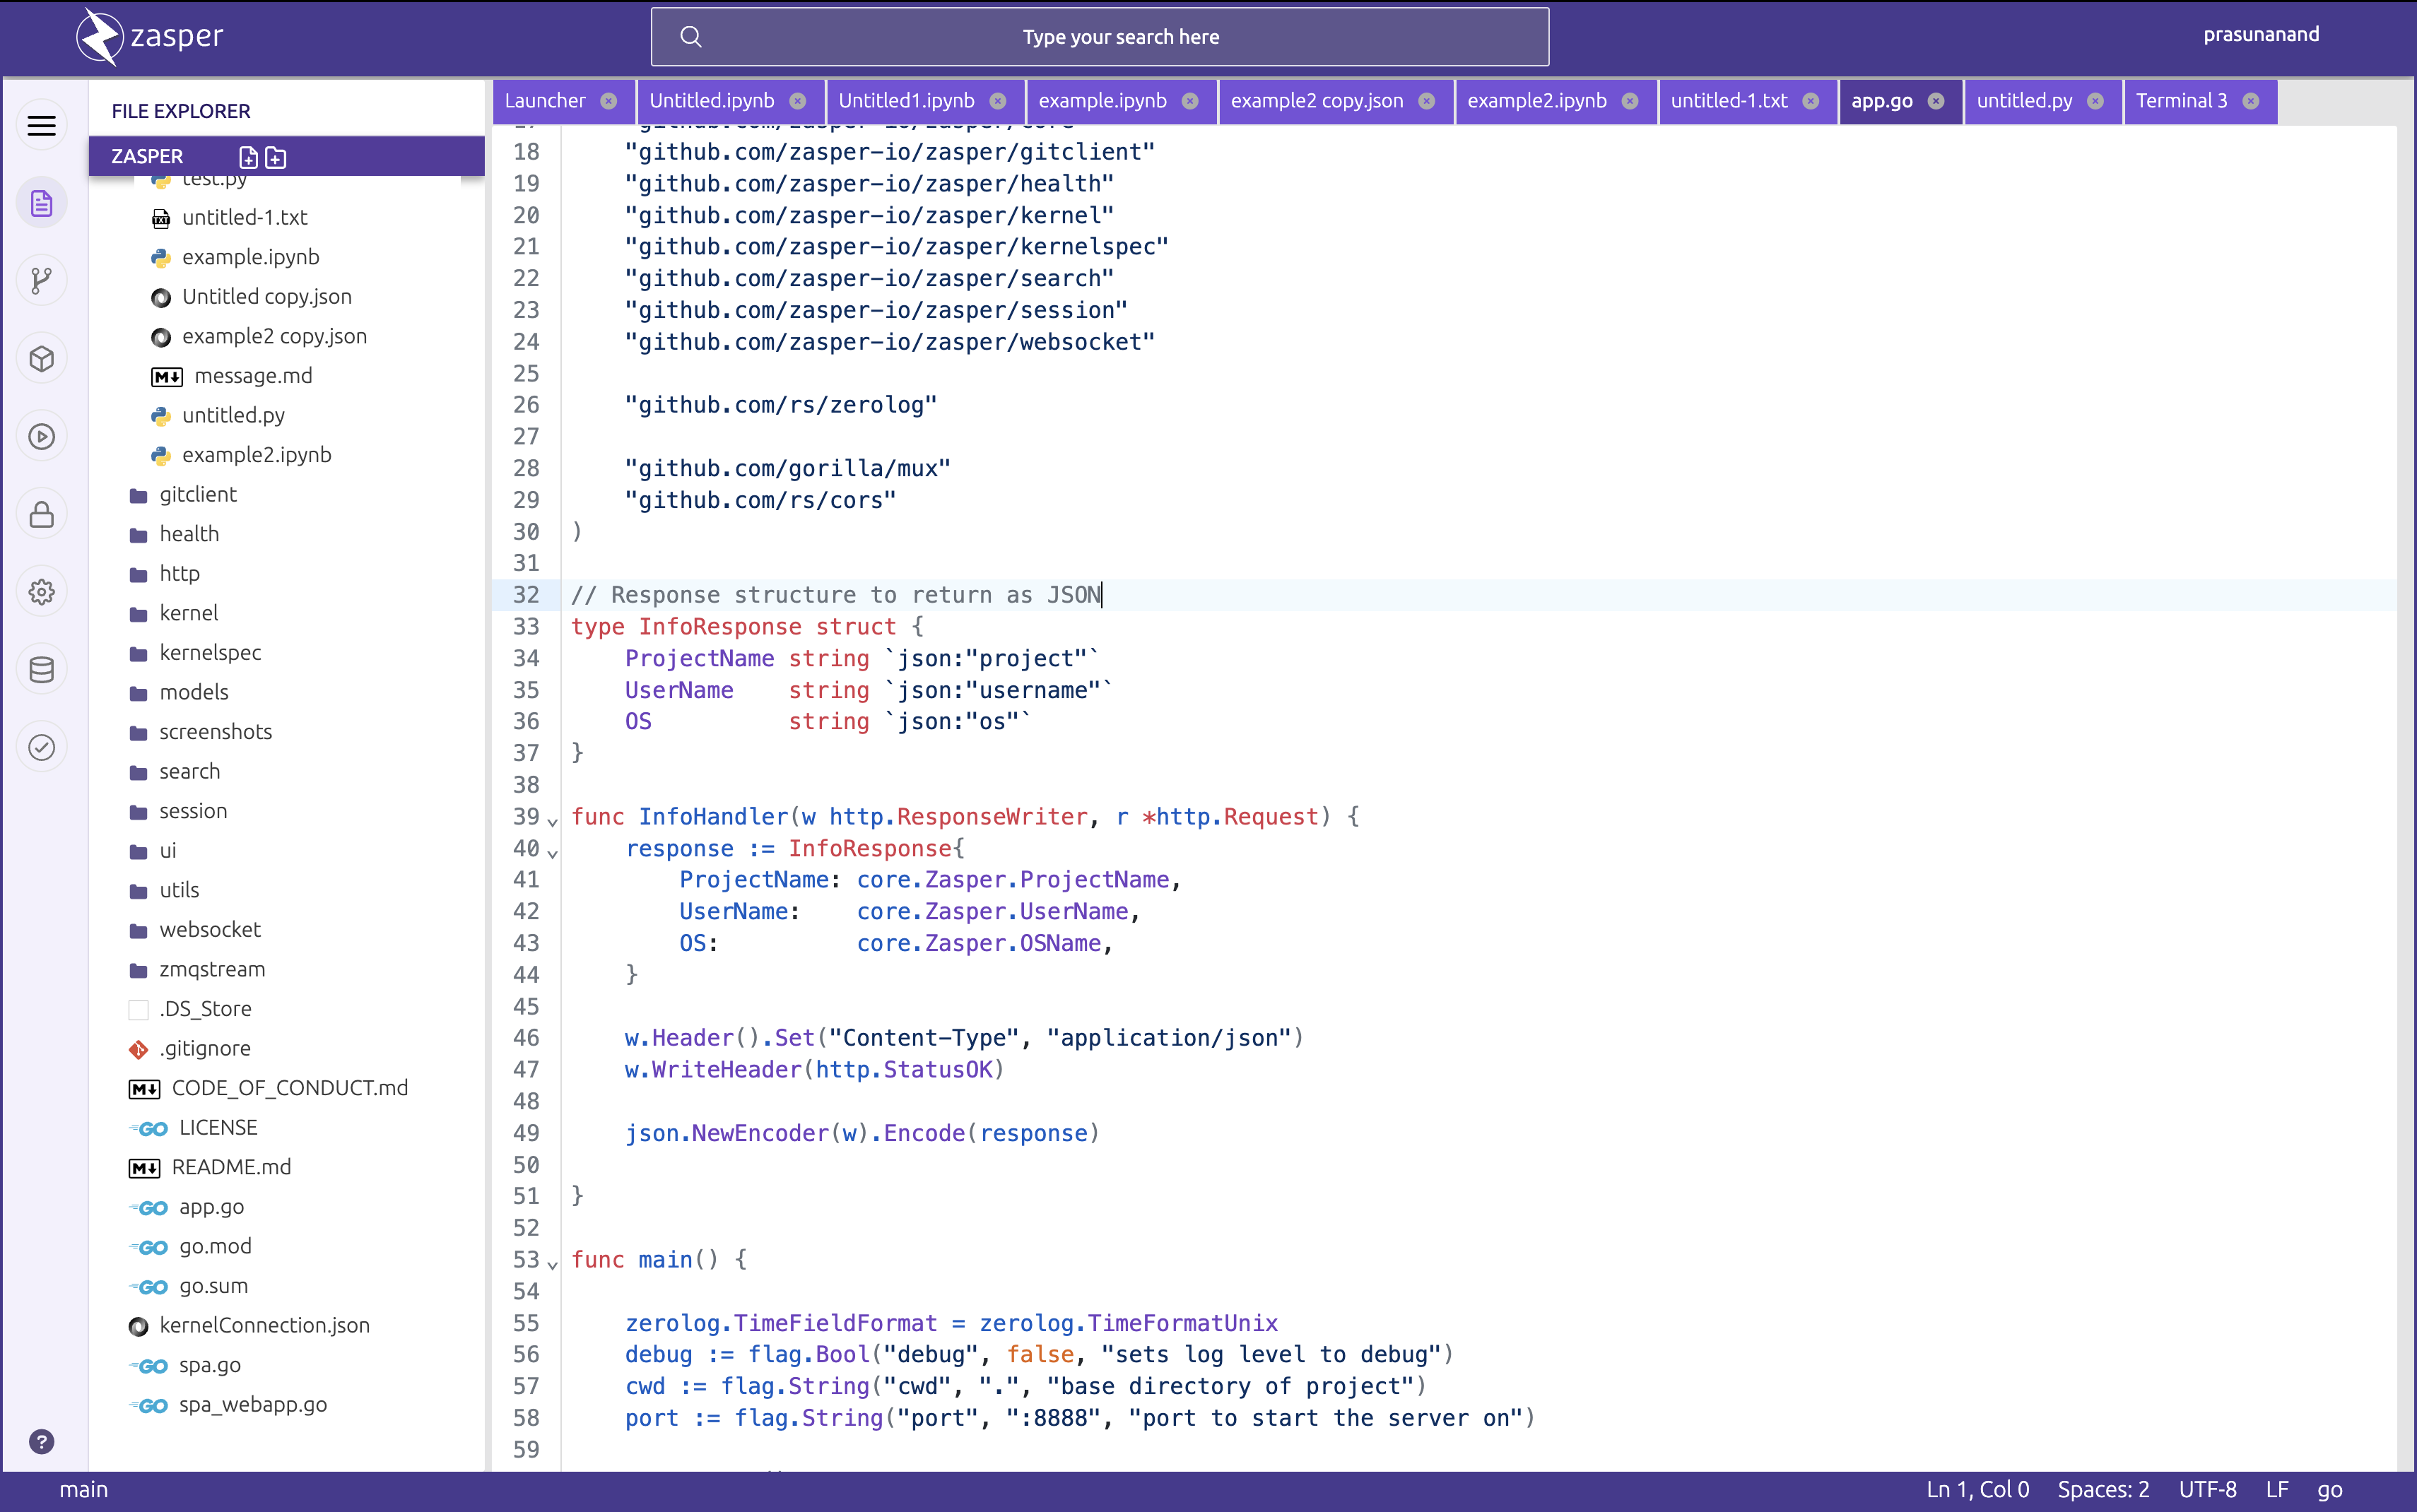 zasper
Type your search here
prasunanand
FILE EXPLORER
ZASPER
test.py
untitled-1.txt
example.ipynb
Untitled copy.json
example2 copy.json
message.md
untitled.py
example2.ipynb
gitclient
health
http
kernel
kernelspec
models
screenshots
search
session
ui
utils
websocket
zmqstream
.DS_Store
.gitignore
CODE_OF_CONDUCT.md
LICENSE
README.md
app.go
go.mod
go.sum
kernelConnection.json
spa.go
spa_webapp.go
Launcher Untitled.ipynb Untitled1.ipynb example.ipynb example2 copy.json example2.ipynb untitled-1.txt app.go untitled.py Terminal 3
17 "github.com/zasper-io/zasper/core"
18 "github.com/zasper-io/zasper/gitclient"
19 "github.com/zasper-io/zasper/health"
20 "github.com/zasper-io/zasper/kernel"
21 "github.com/zasper-io/zasper/kernelspec"
22 "github.com/zasper-io/zasper/search"
23 "github.com/zasper-io/zasper/session"
24 "github.com/zasper-io/zasper/websocket"
25
26 "github.com/rs/zerolog"
27
28 "github.com/gorilla/mux"
29 "github.com/rs/cors"
30 )
31
32 // Response structure to return as JSON
33 type InfoResponse struct {
34 ProjectName string `json:"project"`
35 UserName string `json:"username"`
36 OS string `json:"os"`
37 }
38
39 func InfoHandler(w http.ResponseWriter, r *http.Request) {
40 response := InfoResponse{
41 ProjectName: core.Zasper.ProjectName,
42 UserName: core.Zasper.UserName,
43 OS: core.Zasper.OSName,
44 }
45
46 w.Header().Set("Content-Type", "application/json")
47 w.WriteHeader(http.StatusOK)
48
49 json.NewEncoder(w).Encode(response)
50
51 }
52
53 func main() {
54
55 zerolog.TimeFieldFormat = zerolog.TimeFormatUnix
56 debug := flag.Bool("debug", false, "sets log level to debug")
57 cwd := flag.String("cwd", ".", "base directory of project")
58 port := flag.String("port", ":8888", "port to start the server on")
59
main
Ln 1, Col 0 Spaces: 2 UTF-8 LF go